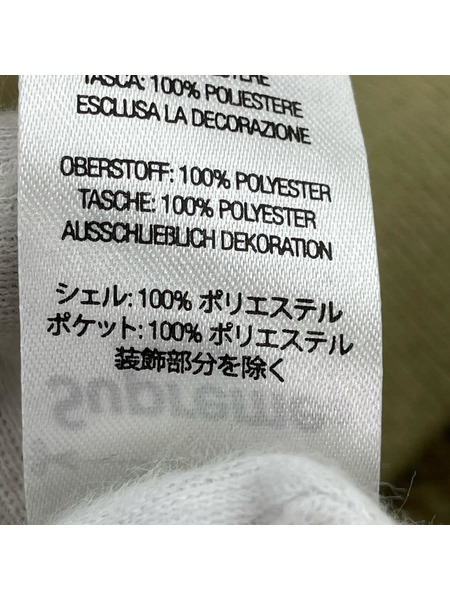 TASCA: 100% POLIESTERE
ESCLUSA LA DECORAZIONE
OBERSTOFF: 100% POLYESTER
TASCHE: 100% POLYESTER
AUSSCHLIEBLICH DEKORATION
シェル: 100% ポリエステル
ポケット: 100% ポリエステル
装飾部分を除く
Supreme